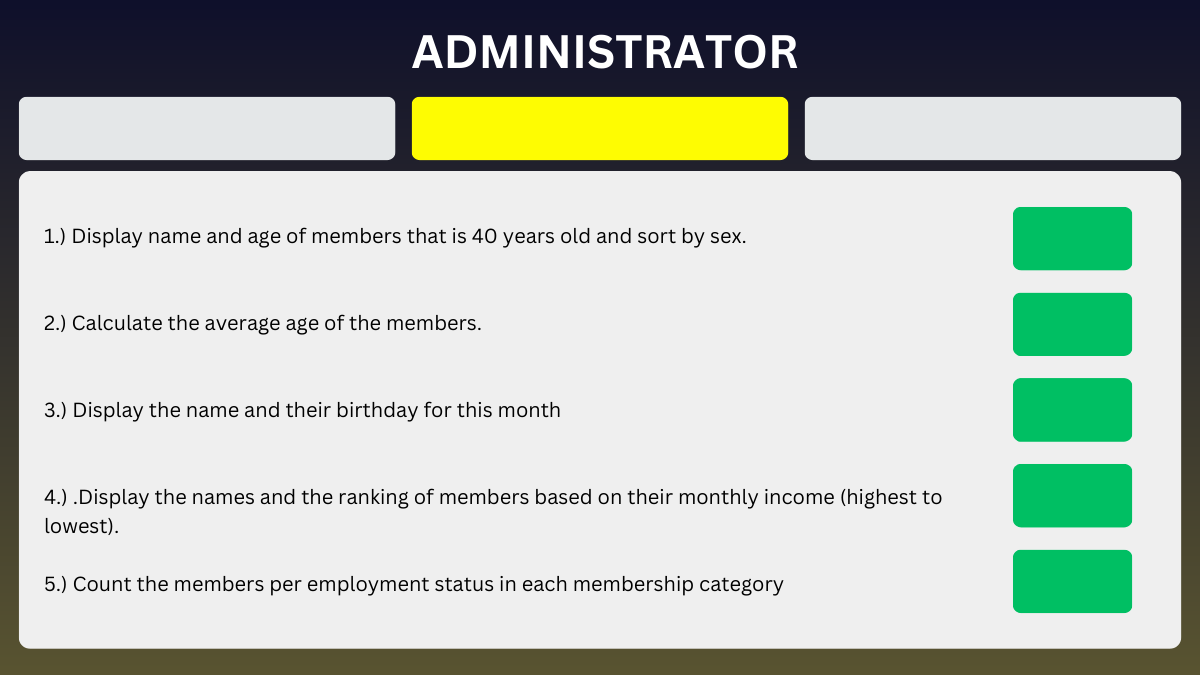 ADMINISTRATOR
1.) Display name and age of members that is 40 years old and sort by sex.
2.) Calculate the average age of the members.
3.) Display the name and their birthday for this month
4.) .Display the names and the ranking of members based on their monthly income (highest to
lowest).
5.) Count the members per employment status in each membership category